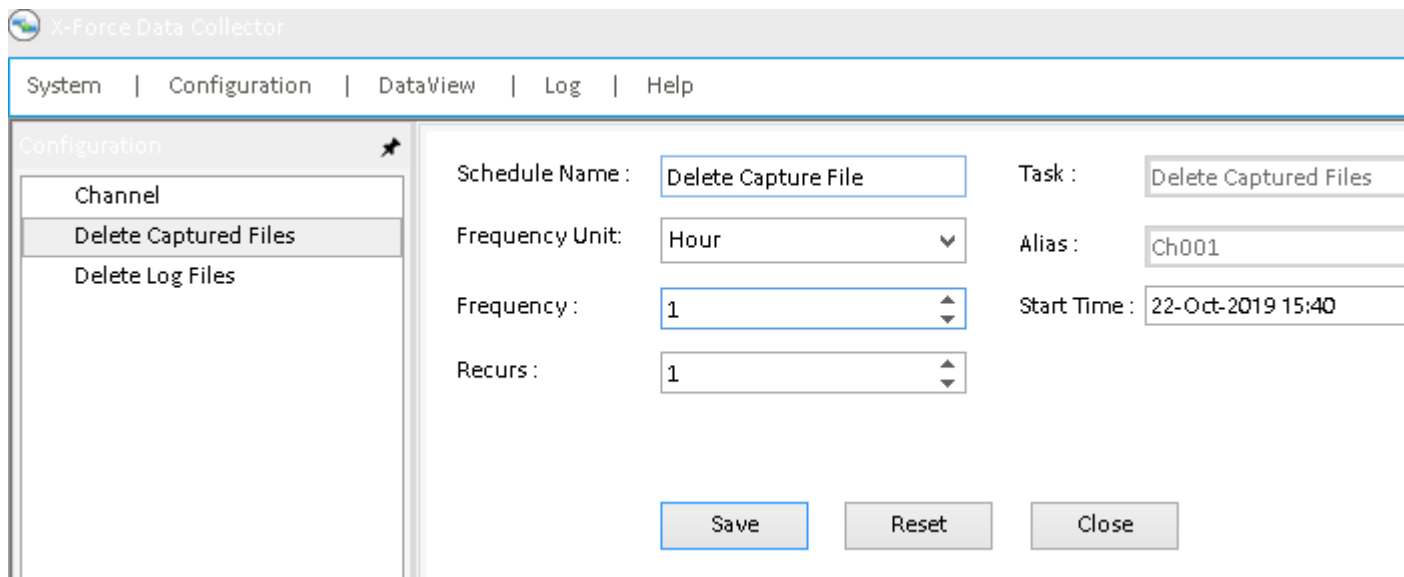 X-Force Data Collector
System | Configuration | DataView | Log | Help
Configuration
Channel
Delete Captured Files
Delete Log Files
Schedule Name : Delete Capture File Task : Delete Captured Files
Frequency Unit: Hour Alias : Ch001
Frequency : 1 Start Time : 22-Oct-2019 15:40
Recurs : 1
Save Reset Close